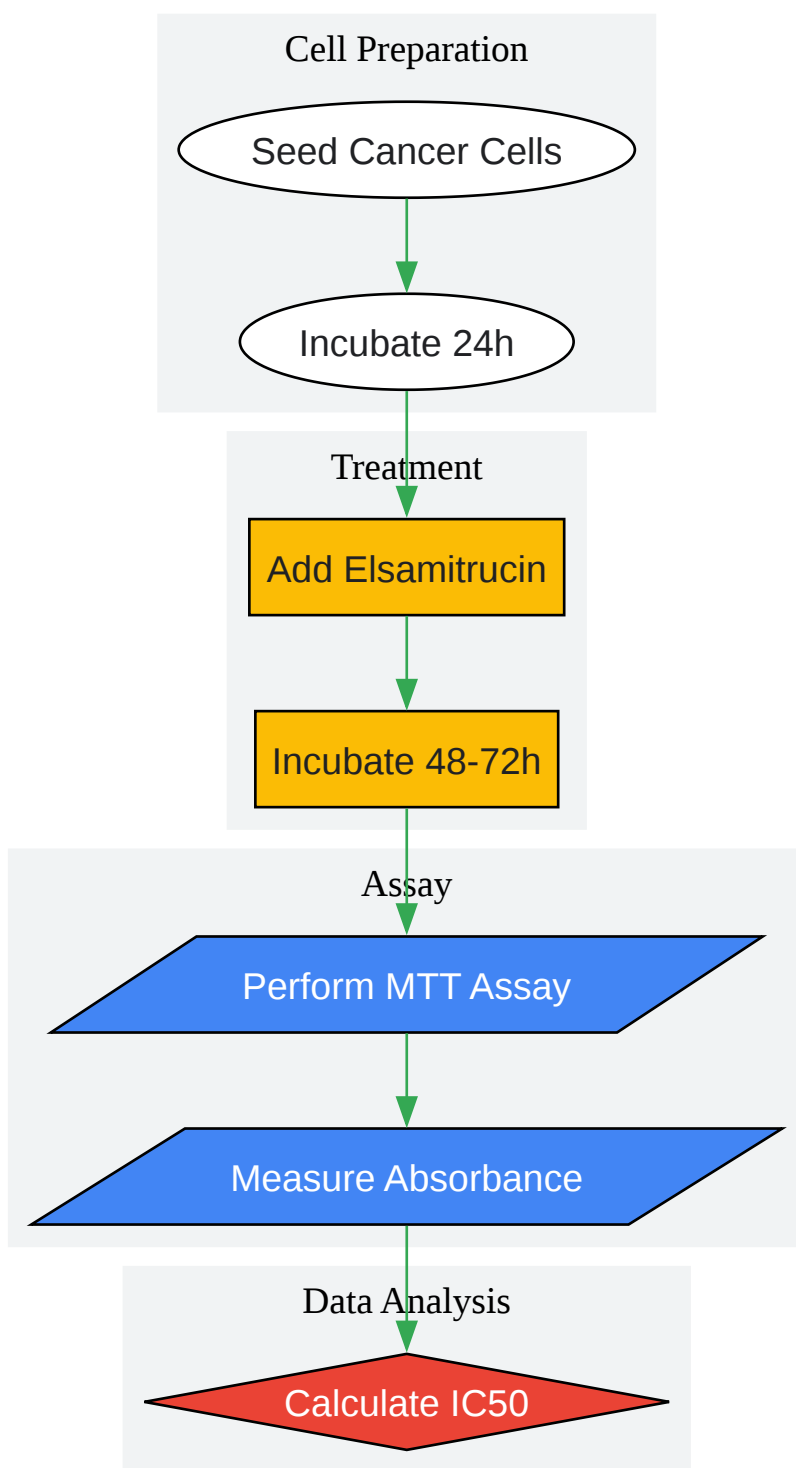 Cell Preparation
Seed Cancer Cells
Incubate 24h
Treatment
Add Elsamitrucin
Incubate 48-72h
Assay
Perform MTT Assay
Measure Absorbance
Data Analysis
Calculate IC50